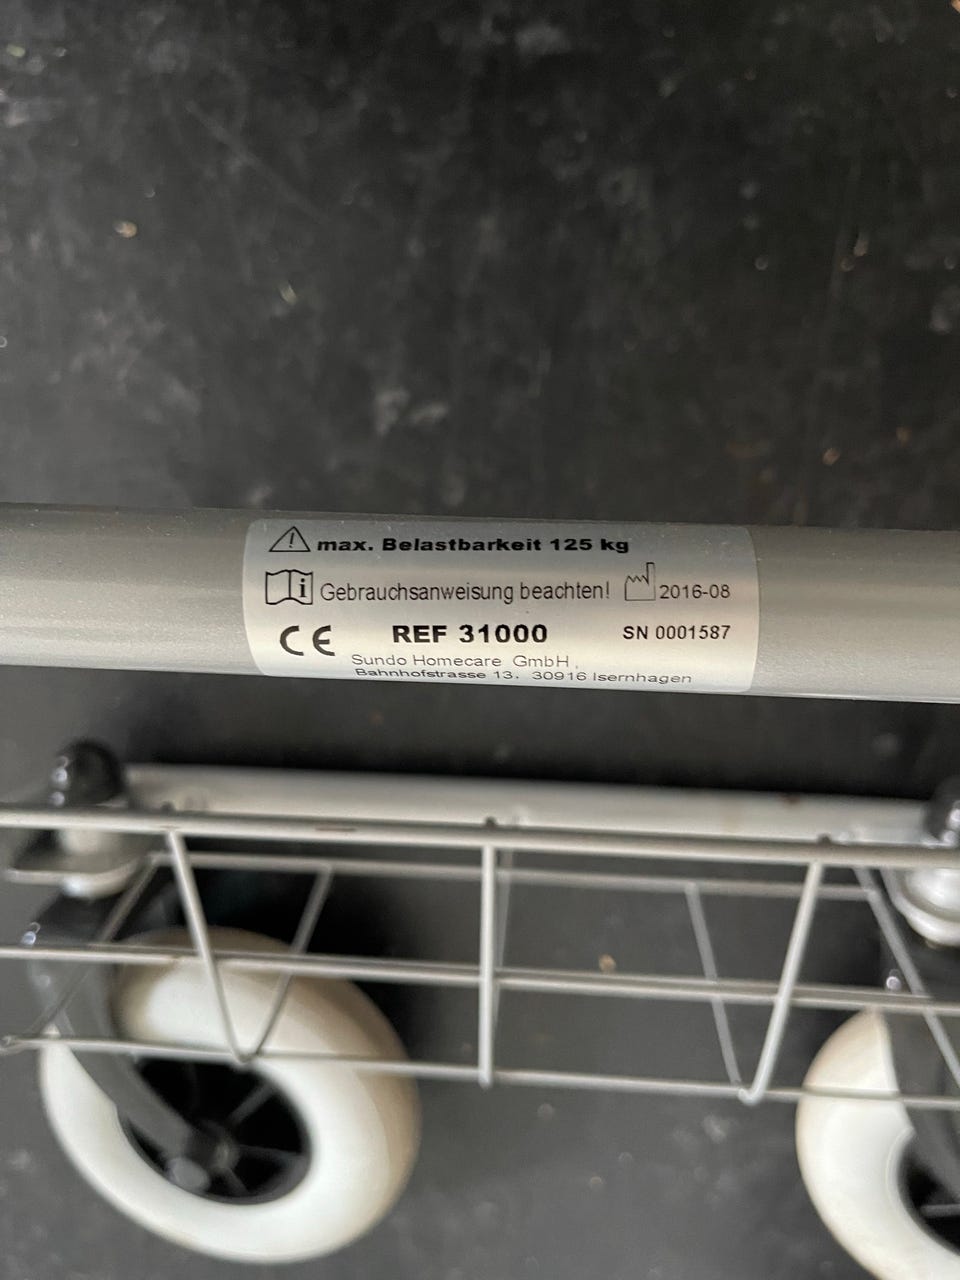 max. Belastbarkeit 125 kg
Gebrauchsanweisung beachten! 2016-08
CE REF 31000 SN 0001587
Sundo Homecare GmbH,
Bahnhofstrasse 13, 30916 Isernhagen